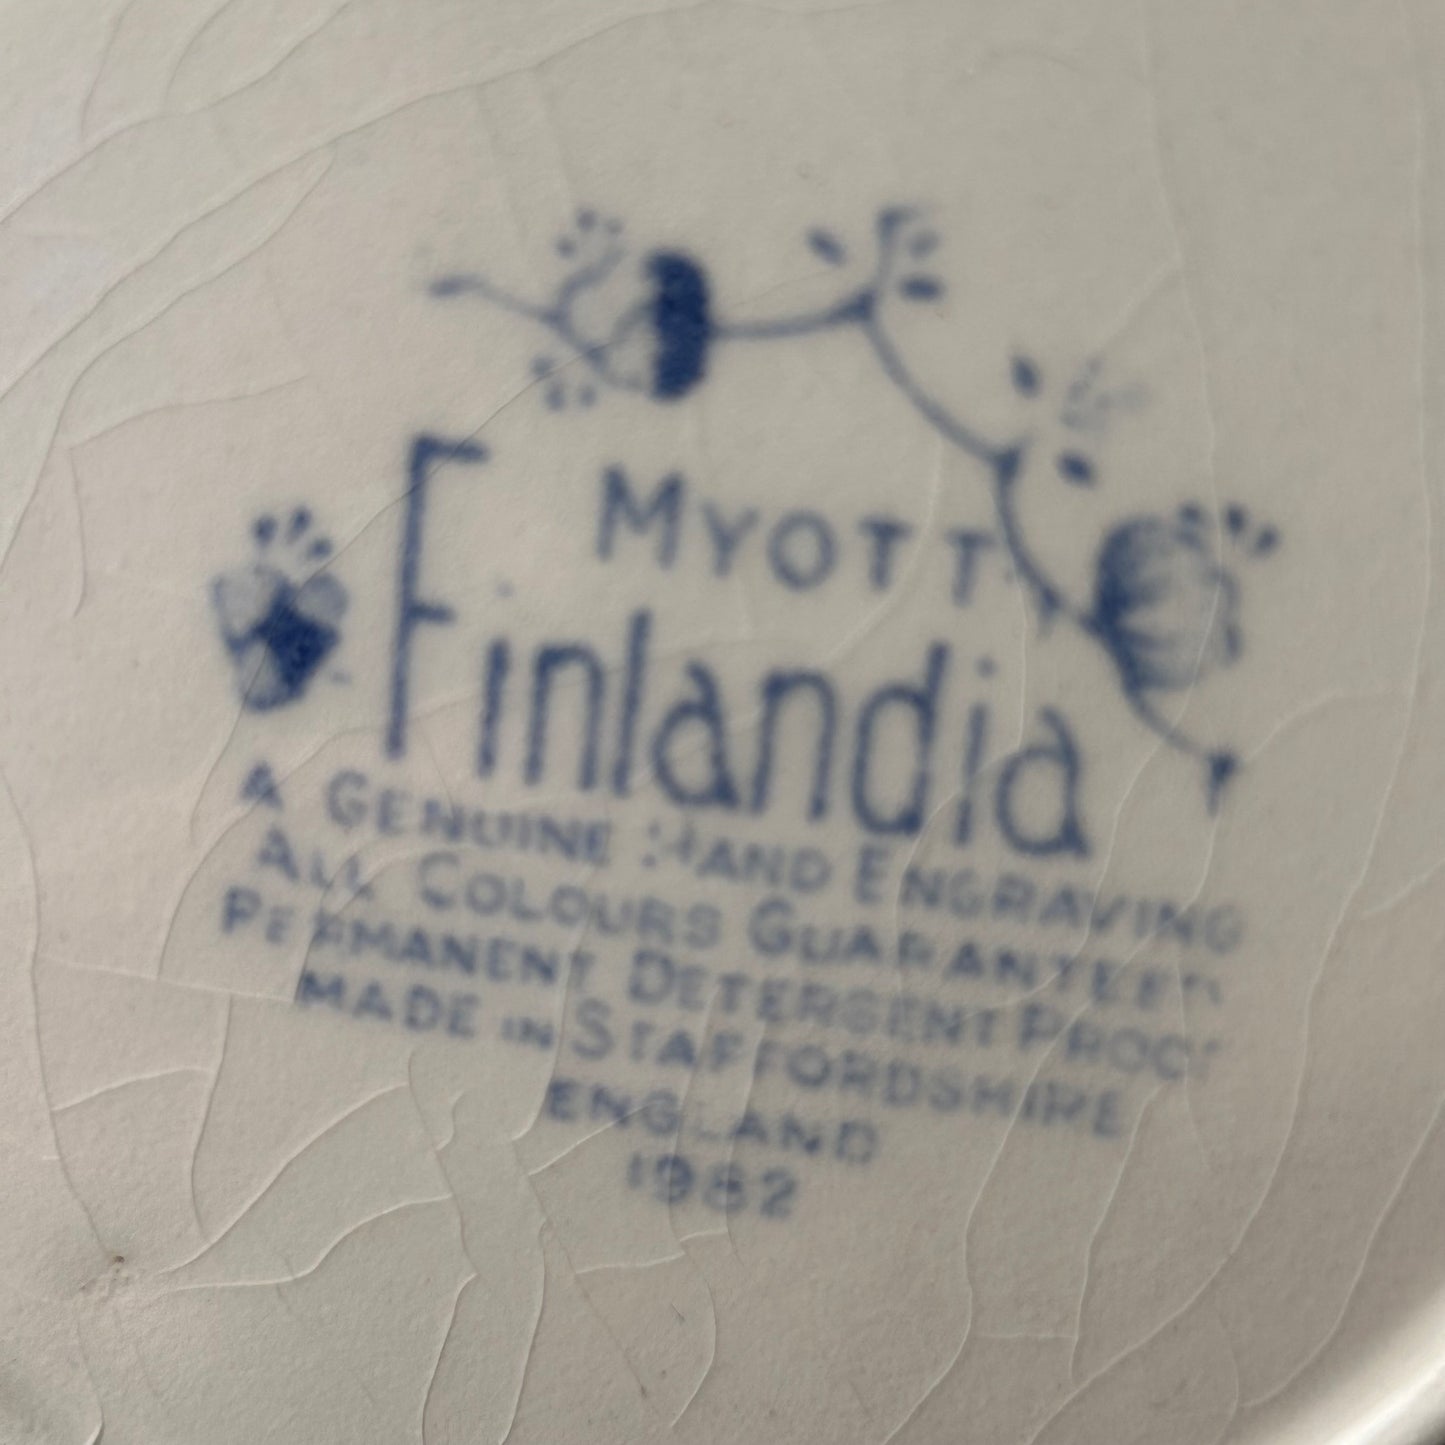 MYOTT
Finlandia
A GENUINE HAND ENGRAVING
ALL COLOURS GUARANTEED
PERMANENT DETERGENT PROOF
MADE IN STAFFORDSHIRE
ENGLAND
1982